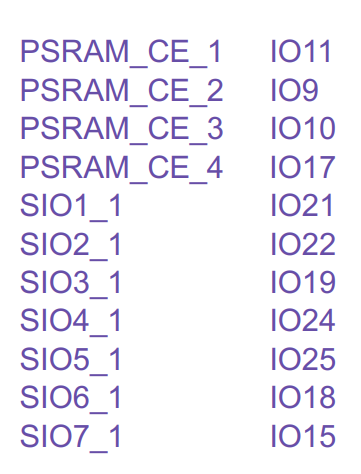 PSRAM_CE_1 IO11
PSRAM_CE_2 IO9
PSRAM_CE_3 IO10
PSRAM_CE_4 IO17
SIO1_1 IO21
SIO2_1 IO22
SIO3_1 IO19
SIO4_1 IO24
SIO5_1 IO25
SIO6_1 IO18
SIO7_1 IO15